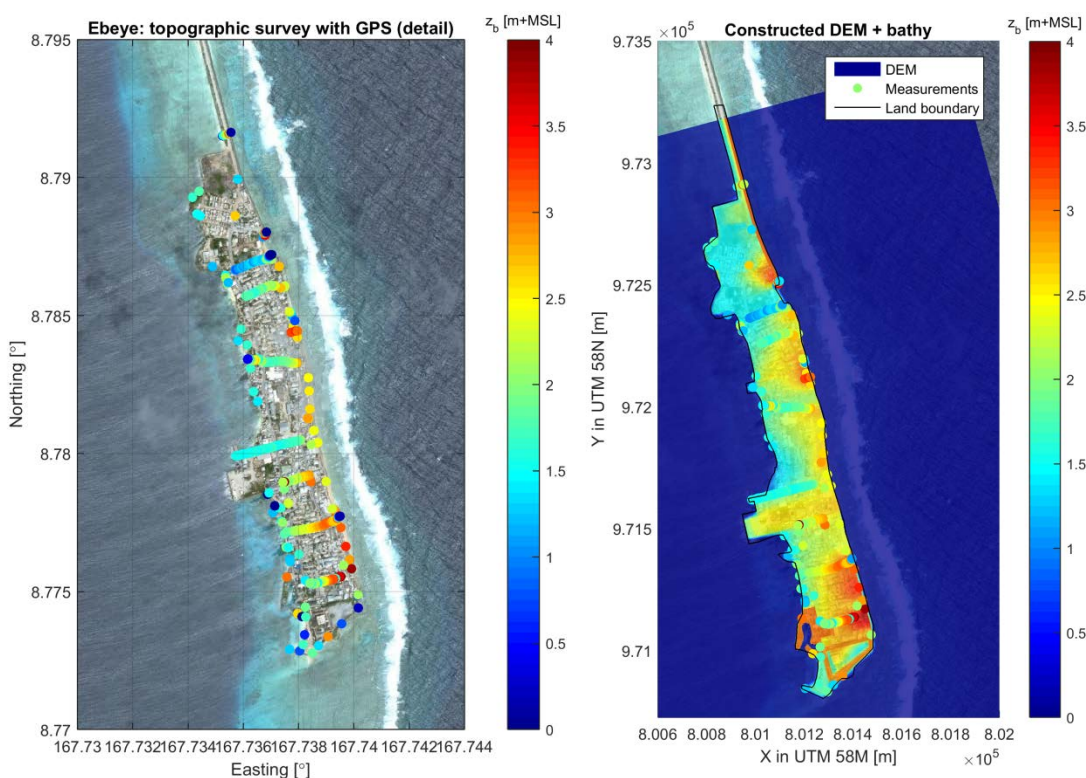 Ebeye: topographic survey with GPS (detail)
z_b [m+MSL]
8.795
8.79
8.785
8.78
8.775
8.77
Northing [°]
167.73 167.732 167.734 167.736 167.738 167.74 167.742 167.744
Easting [°]
4
3.5
3
2.5
2
1.5
1
0.5
0
Constructed DEM + bathy
z_b [m+MSL]
× 10^5
9.735
9.73
9.725
9.72
9.715
9.71
Y in UTM 58N [m]
DEM
Measurements
Land boundary
8.006 8.008 8.01 8.012 8.014 8.016 8.018 8.02
X in UTM 58M [m]
× 10^5
4
3.5
3
2.5
2
1.5
1
0.5
0